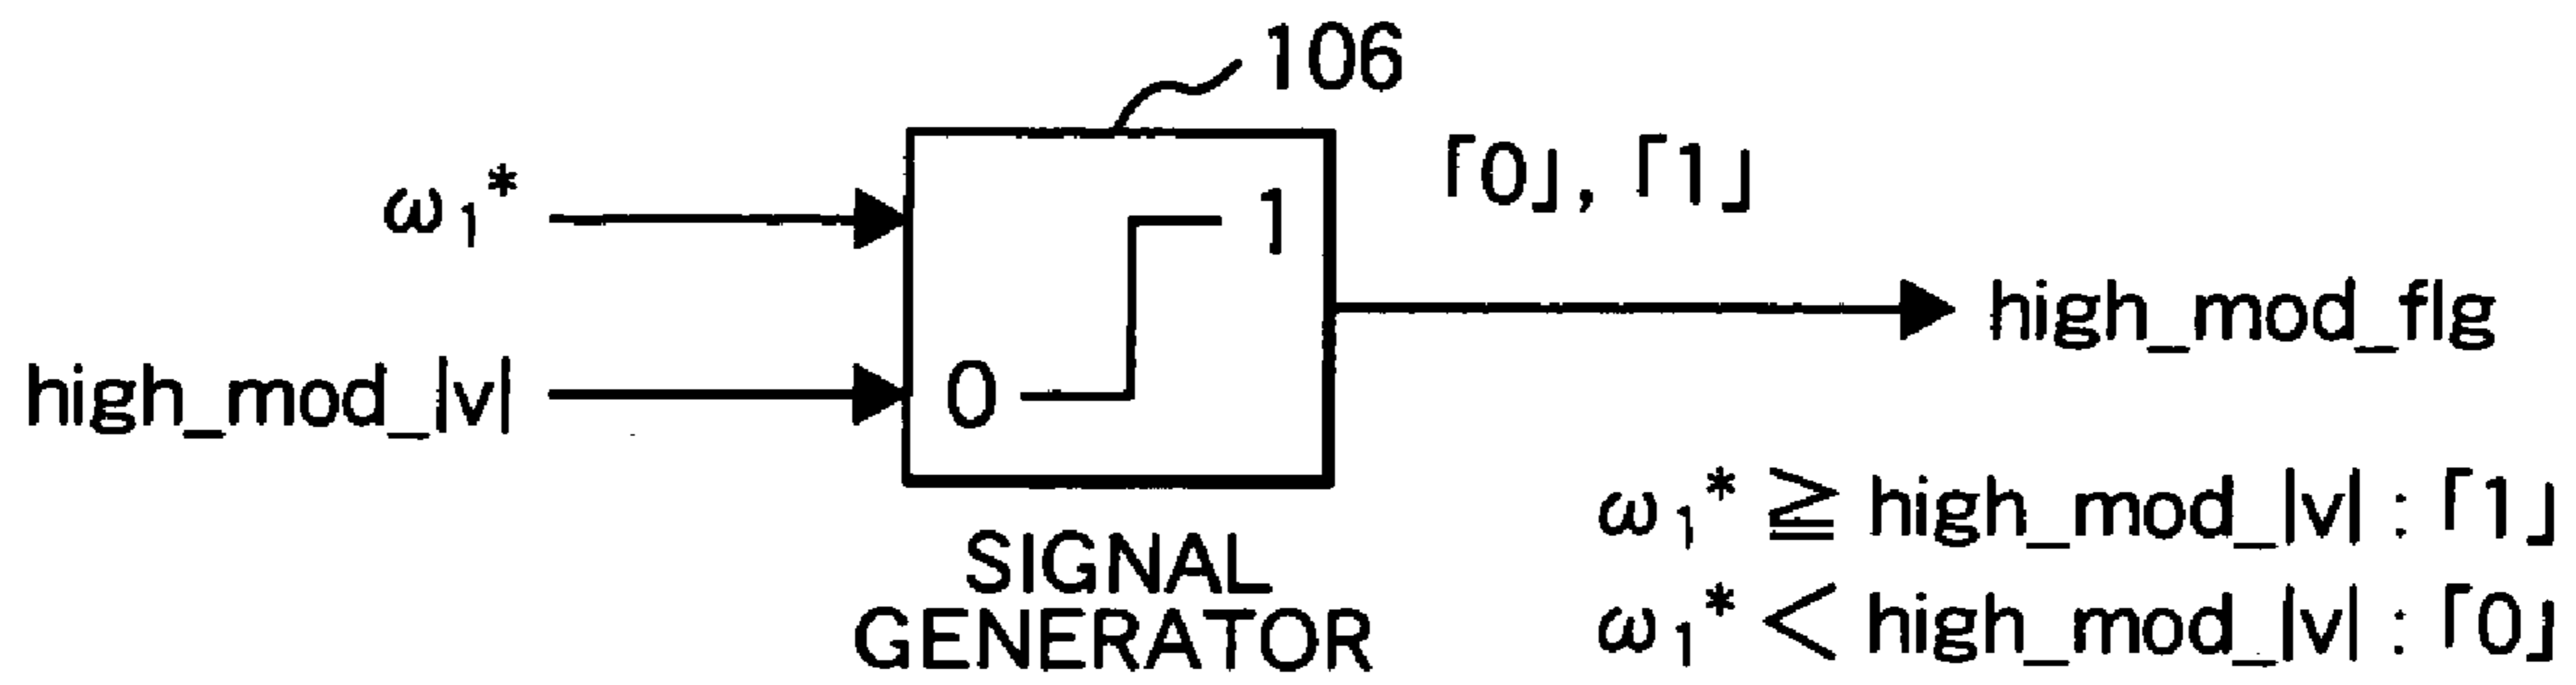 106
ω₁*
1
「0」, 「1」
high_mod_flg
high_mod_|v|
0
ω₁* ≧ high_mod_|v| : 「1」
SIGNAL
GENERATOR
ω₁* < high_mod_|v| : 「0」